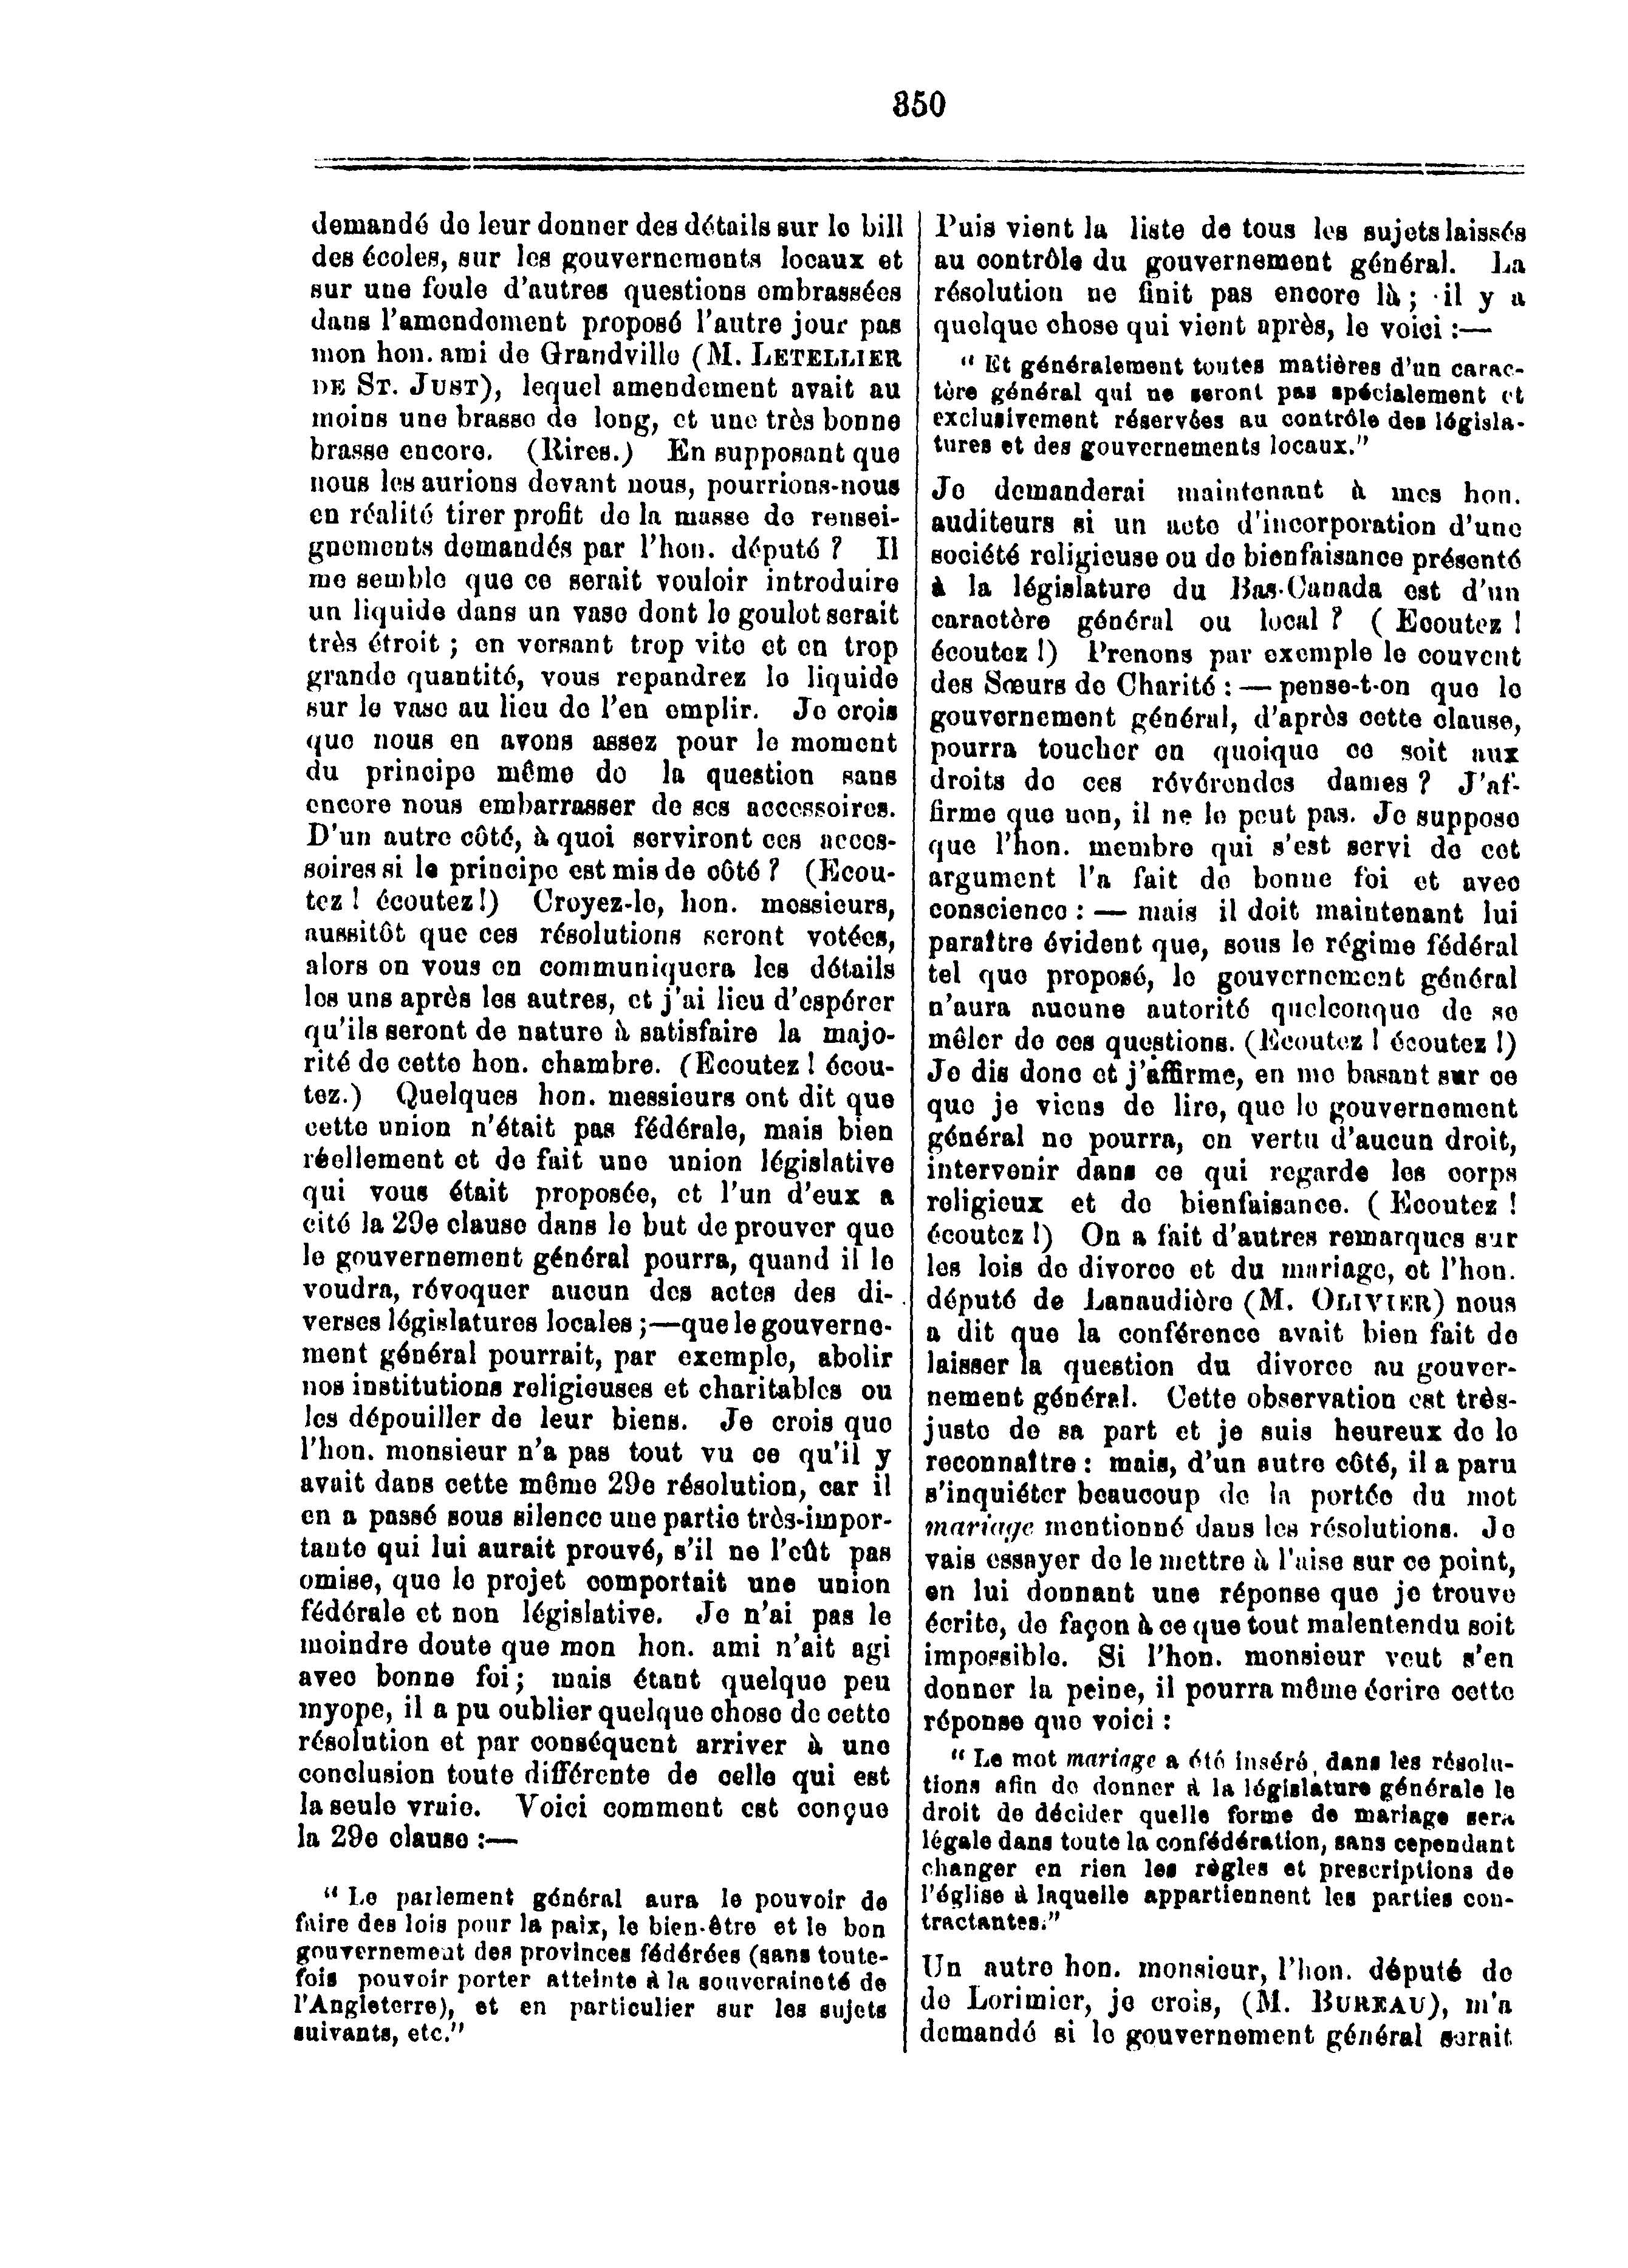 350
demandé de leur donner des détails sur le bill
des écoles, sur les gouvernements locaux et
sur une foule d'autres questions embrassées
dans l'amendement proposé l'autre jour pas
mon hon. ami de Grandville (M. LETELLIER
DE ST. JUST), lequel amendement avait au
moins une brasse de long, et une très bonne
brasse encore. (Rires.) En supposant que
nous les aurions devant nous, pourrions-nous
en réalité tirer profit de la masse de rensei-
gnements demandés par l'hon. député ? Il
me semble que ce serait vouloir introduire
un liquide dans un vase dont le goulot serait
très étroit ; en versant trop vite et en trop
grande quantité, vous repandrez le liquide
sur le vase au lieu de l'en emplir. Je crois
que nous en avons assez pour le moment
du principe même de la question sans
encore nous embarrasser de ses accessoires.
D'un autre côté, à quoi serviront ces acces-
soires si le principe est mis de côté ? (Ecou-
tez ! écoutez !) Croyez-le, hon. messieurs,
aussitôt que ces résolutions seront votées,
alors on vous en communiquera les détails
les uns après les autres, et j'ai lieu d'espérer
qu'ils seront de nature à satisfaire la majo-
rité de cette hon. chambre. (Ecoutez ! écou-
tez.) Quelques hon. messieurs ont dit que
cette union n'était pas fédérale, mais bien
réellement et de fait une union législative
qui vous était proposée, et l'un d'eux a
cité la 29e clause dans le but de prouver que
le gouvernement général pourra, quand il le
voudra, révoquer aucun des actes des di-
verses législatures locales ;—que le gouverne-
ment général pourrait, par exemple, abolir
nos institutions religieuses et charitables ou
les dépouiller de leur biens. Je crois que
l'hon. monsieur n'a pas tout vu ce qu'il y
avait dans cette même 29e résolution, car il
en a passé sous silence une partie très-impor-
tante qui lui aurait prouvé, s'il ne l'eût pas
omise, que le projet comportait une union
fédérale et non législative. Je n'ai pas le
moindre doute que mon hon. ami n'ait agi
avec bonne foi ; mais étant quelque peu
myope, il a pu oublier quelque chose de cette
résolution et par conséquent arriver à une
conclusion toute différente de celle qui est
la seule vraie. Voici comment est conçue
la 29e clause :—
“ Le parlement général aura le pouvoir de
faire des lois pour la paix, le bien-être et le bon
gouvernement des provinces fédérées (sans toute-
fois pouvoir porter atteinte à la souveraineté de
l'Angleterre), et en particulier sur les sujets
suivants, etc.”
Puis vient la liste de tous les sujets laissés
au contrôle du gouvernement général. La
résolution ne finit pas encore là ; il y a
quelque chose qui vient après, le voici :—
“ Et généralement toutes matières d'un carac-
tère général qui ne seront pas spécialement et
exclusivement réservées au contrôle des législa-
tures et des gouvernements locaux.”
Je demanderai maintenant à mes hon.
auditeurs si un acte d'incorporation d'une
société religieuse ou de bienfaisance présenté
à la législature du Bas-Canada est d'un
caractère général ou local ? ( Ecoutez !
écoutez !) Prenons par exemple le couvent
des Sœurs de Charité : — pense-t-on que le
gouvernement général, d'après cette clause,
pourra toucher en quoique ce soit aux
droits de ces révérendes dames ? J'af-
firme que non, il ne le peut pas. Je suppose
que l'hon. membre qui s'est servi de cet
argument l'a fait de bonne foi et avec
conscience : — mais il doit maintenant lui
paraître évident que, sous le régime fédéral
tel que proposé, le gouvernement général
n'aura aucune autorité quelconque de se
mêler de ces questions. (Ecoutez ! écoutez !)
Je dis donc et j'affirme, en me basant sur ce
que je viens de lire, que le gouvernement
général ne pourra, en vertu d'aucun droit,
intervenir dans ce qui regarde les corps
religieux et de bienfaisance. ( Ecoutez !
écoutez !) On a fait d'autres remarques sur
les lois de divorce et du mariage, et l'hon.
député de Lanaudière (M. OLIVIER) nous
a dit que la conférence avait bien fait de
laisser la question du divorce au gouver-
nement général. Cette observation est très-
juste de sa part et je suis heureux de le
reconnaître : mais, d'un autre côté, il a paru
s'inquiéter beaucoup de la portée du mot
mariage mentionné dans les résolutions. Je
vais essayer de le mettre à l'aise sur ce point,
en lui donnant une réponse que je trouve
écrite, de façon à ce que tout malentendu soit
impossible. Si l'hon. monsieur veut s'en
donner la peine, il pourra même écrire cette
réponse que voici :
“ Le mot mariage a été inséré dans les résolu-
tions afin de donner à la législature générale le
droit de décider quelle forme de mariage sera
légale dans toute la confédération, sans cependant
changer en rien les règles et prescriptions de
l'église à laquelle appartiennent les parties con-
tractantes.”
Un autre hon. monsieur, l'hon. député de
de Lorimier, je crois, (M. BUREAU), m'a
demandé si le gouvernement général serait